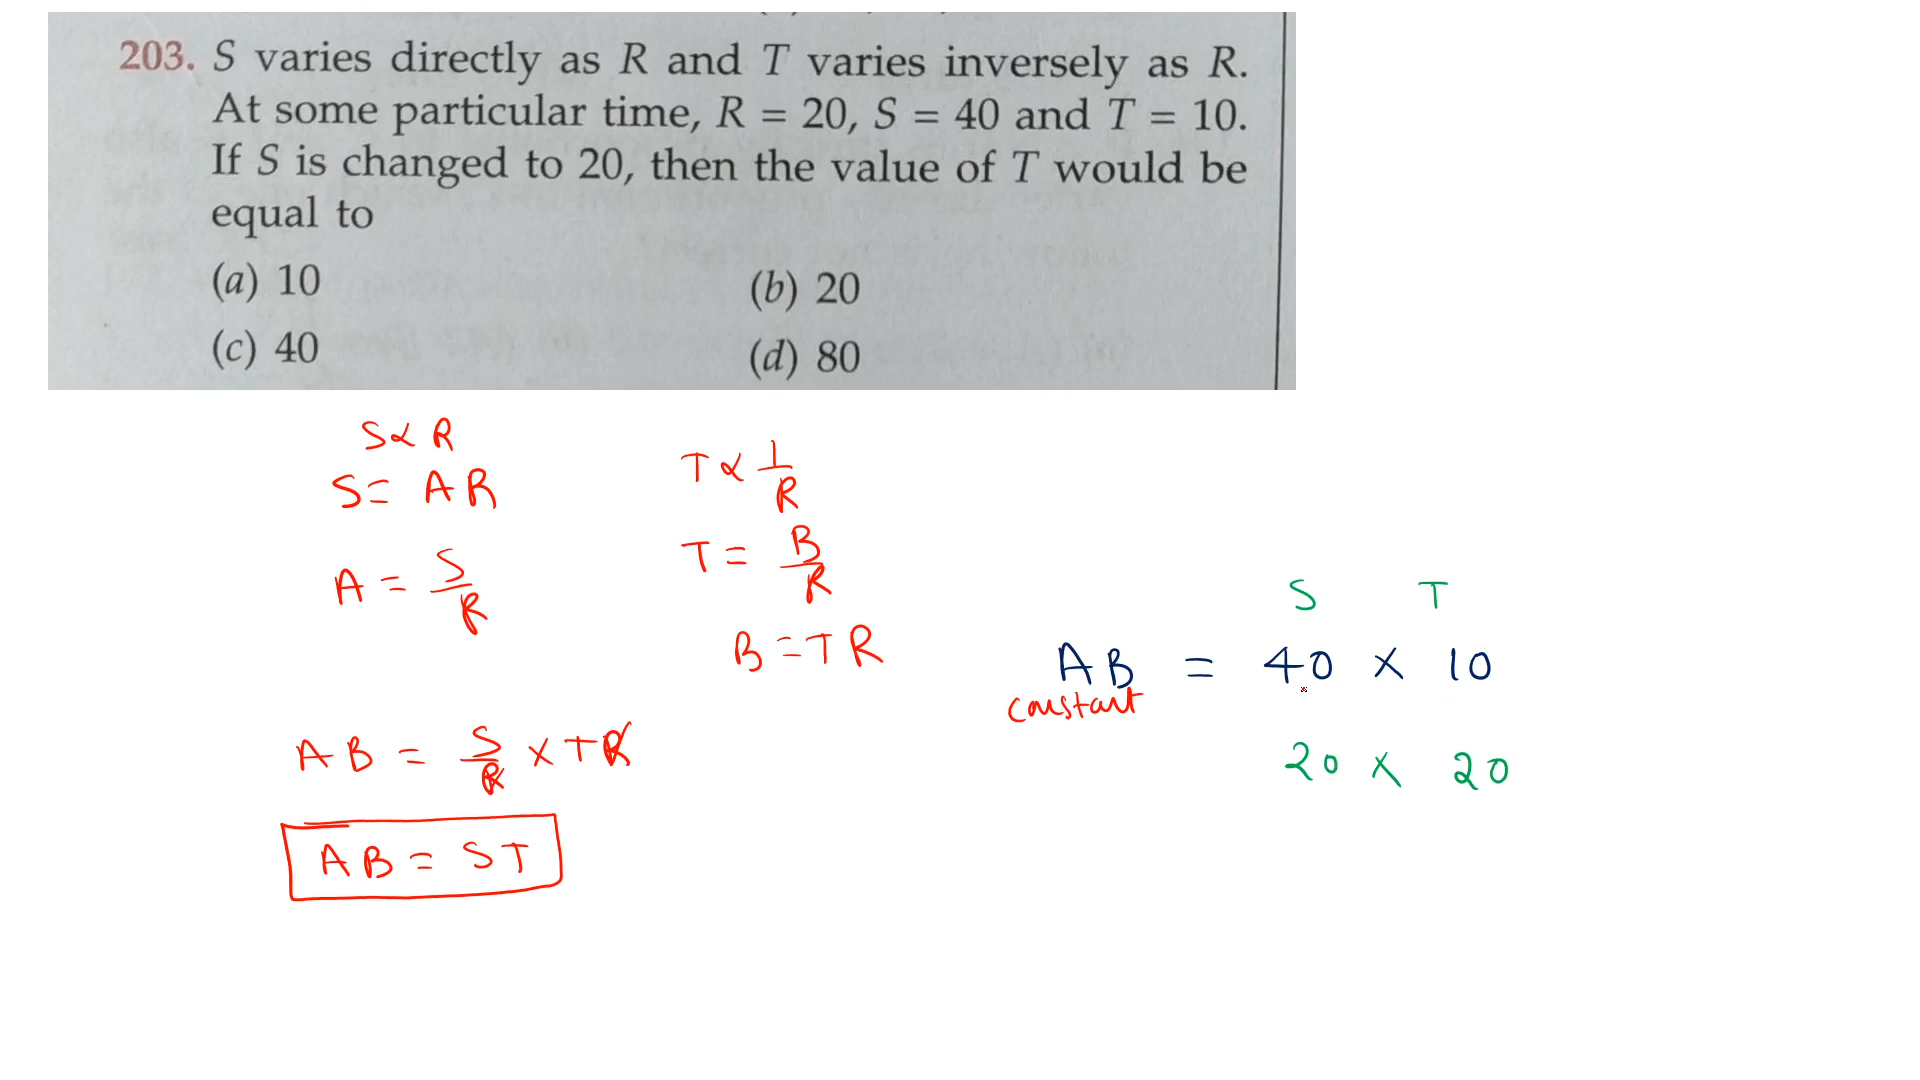 203. S varies directly as R and T varies inversely as R.
At some particular time, R = 20, S = 40 and T = 10.
If S is changed to 20, then the value of T would be
equal to
(a) 10 (b) 20
(c) 40 (d) 80
S ∝ R
S = AR
A = S/R
T ∝ 1/R
T = B/R
B = TR
AB = S/R × TR
AB = ST
S T
AB = 40 × 10
constant
20 × 20